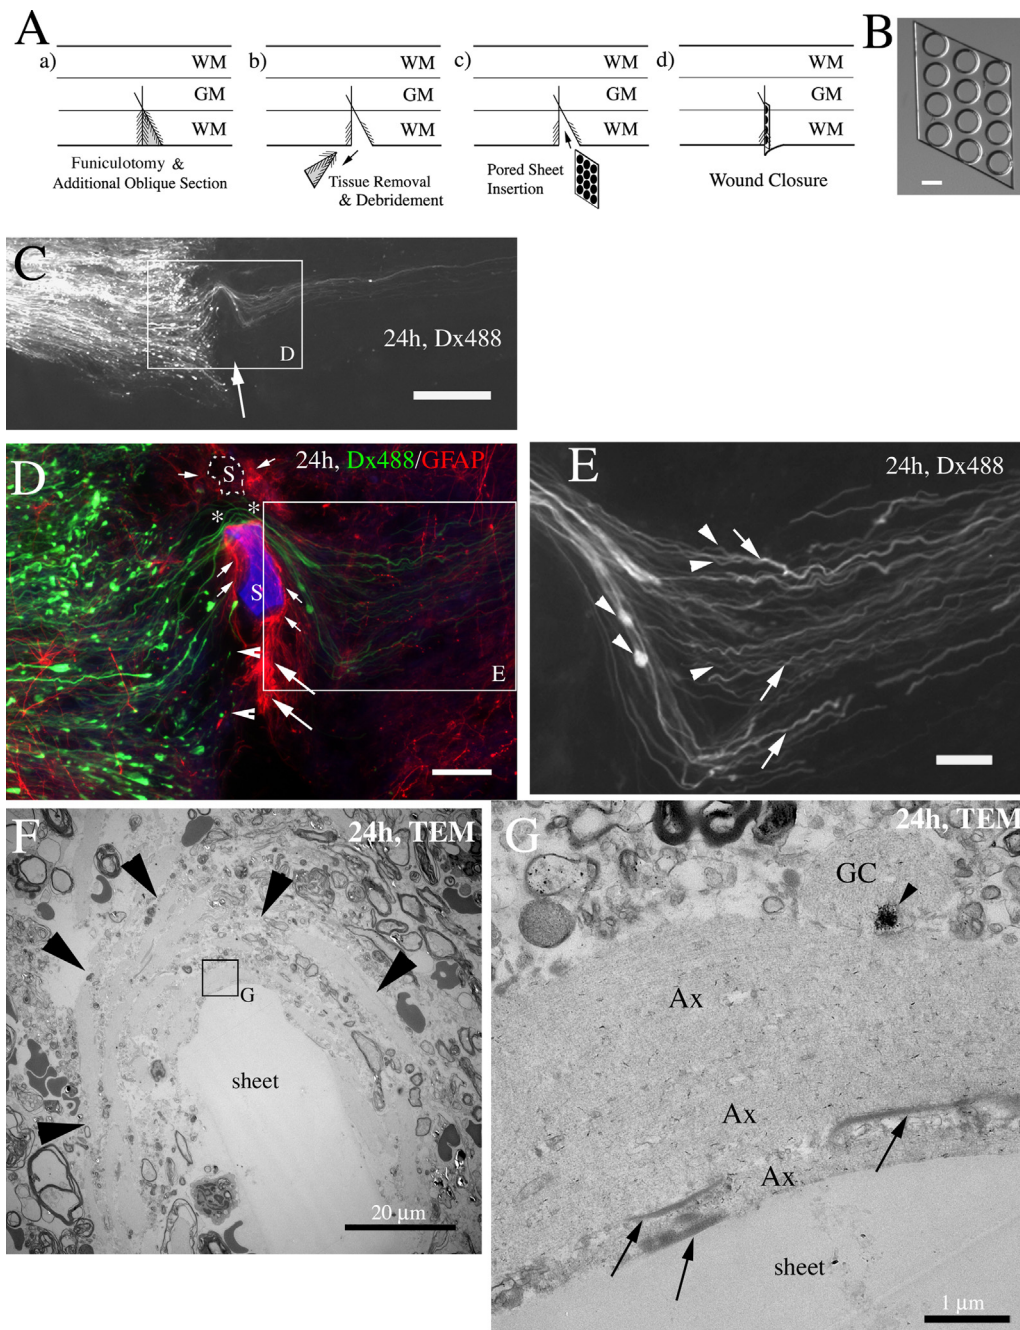 A
B
a)
WM
GM
WM
Funiculotomy &
Additional Oblique Section
b)
WM
GM
WM
Tissue Removal
& Debridement
c)
WM
GM
WM
Pored Sheet
Insertion
d)
WM
GM
WM
Wound Closure
C
D
24h, Dx488
D
24h, Dx488/GFAP
S
* *
S
E
E
24h, Dx488
F
24h, TEM
G
sheet
20 μm
G
24h, TEM
GC
Ax
Ax
Ax
sheet
1 μm